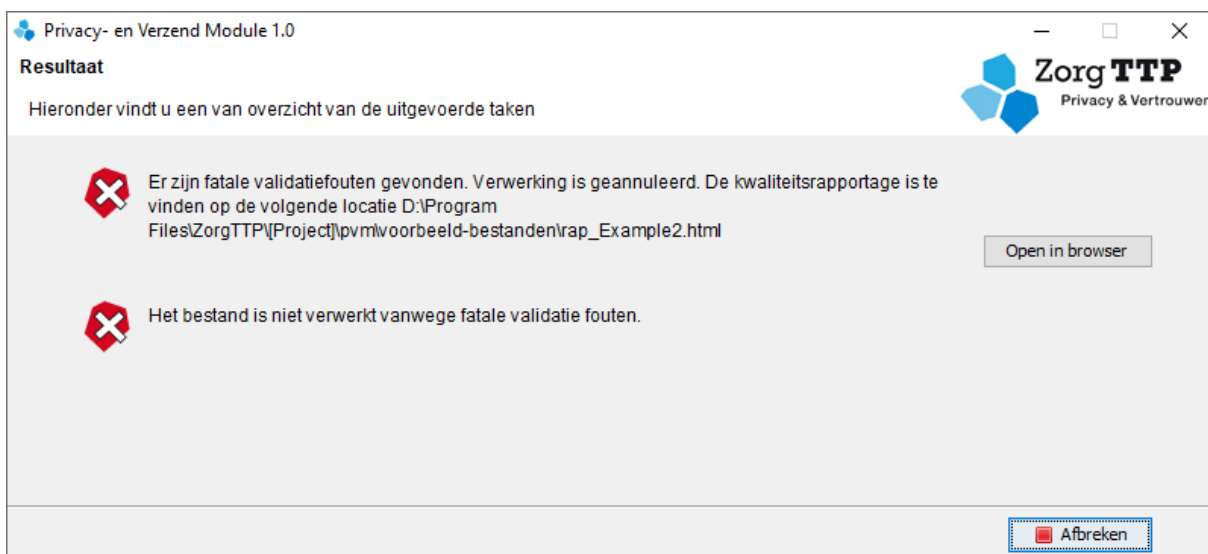 Privacy- en Verzend Module 1.0
Resultaat
Hieronder vindt u een van overzicht van de uitgevoerde taken
Zorg TTP
Privacy & Vertrouwen
Er zijn fatale validatiefouten gevonden. Verwerking is geannuleerd. De kwaliteitsrapportage is te
vinden op de volgende locatie D:\Program
Files\ZorgTTP\[Project]\pvm\voorbeeld-bestanden\rap_Example2.html
Open in browser
Het bestand is niet verwerkt vanwege fatale validatie fouten.
Afbreken